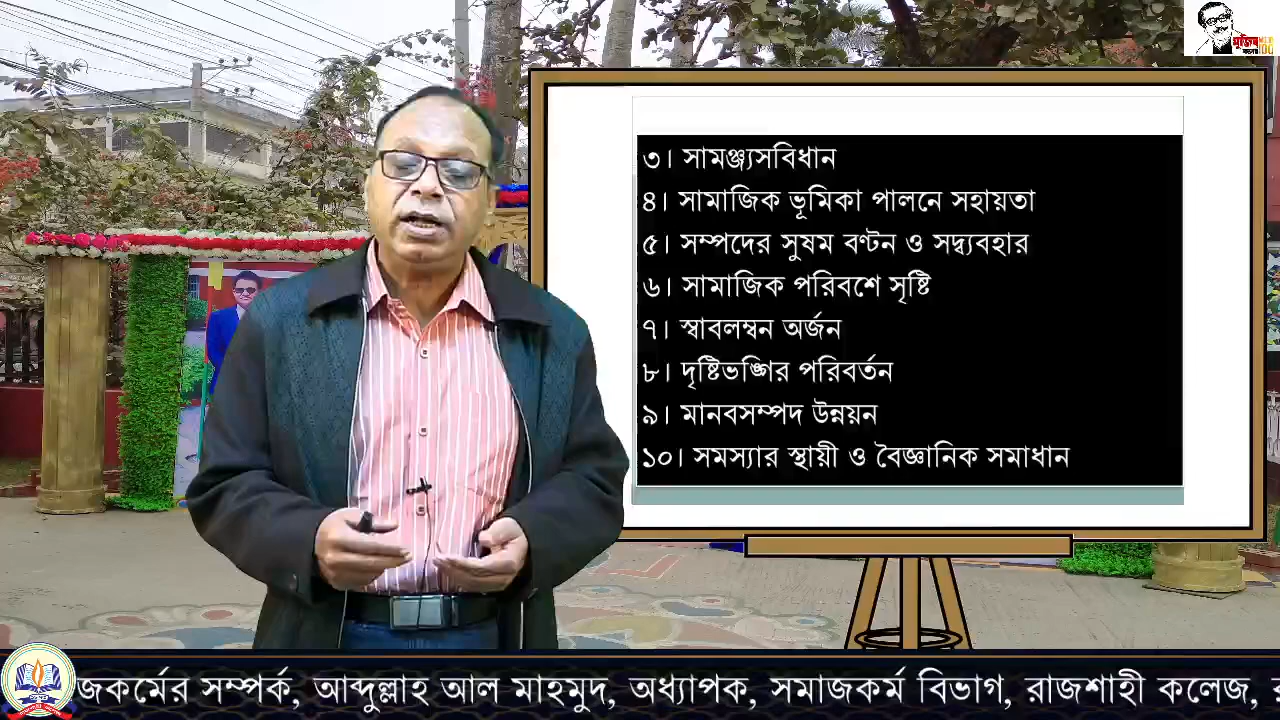 ৩। সামঞ্জ্যসবিধান
৪। সামাজিক ভূমিকা পালনে সহায়তা
৫। সম্পদের সুষম বণ্টন ও সদ্ব্যবহার
৬। সামাজিক পরিবশে সৃষ্টি
৭। স্বাবলম্বন অর্জন
৮। দৃষ্টিভঙ্গির পরিবর্তন
৯। মানবসম্পদ উন্নয়ন
১০। সমস্যার স্থায়ী ও বৈজ্ঞানিক সমাধান
জকর্মের সম্পর্ক, আব্দুল্লাহ আল মাহমুদ, অধ্যাপক, সমাজকর্ম বিভাগ, রাজশাহী কলেজ,